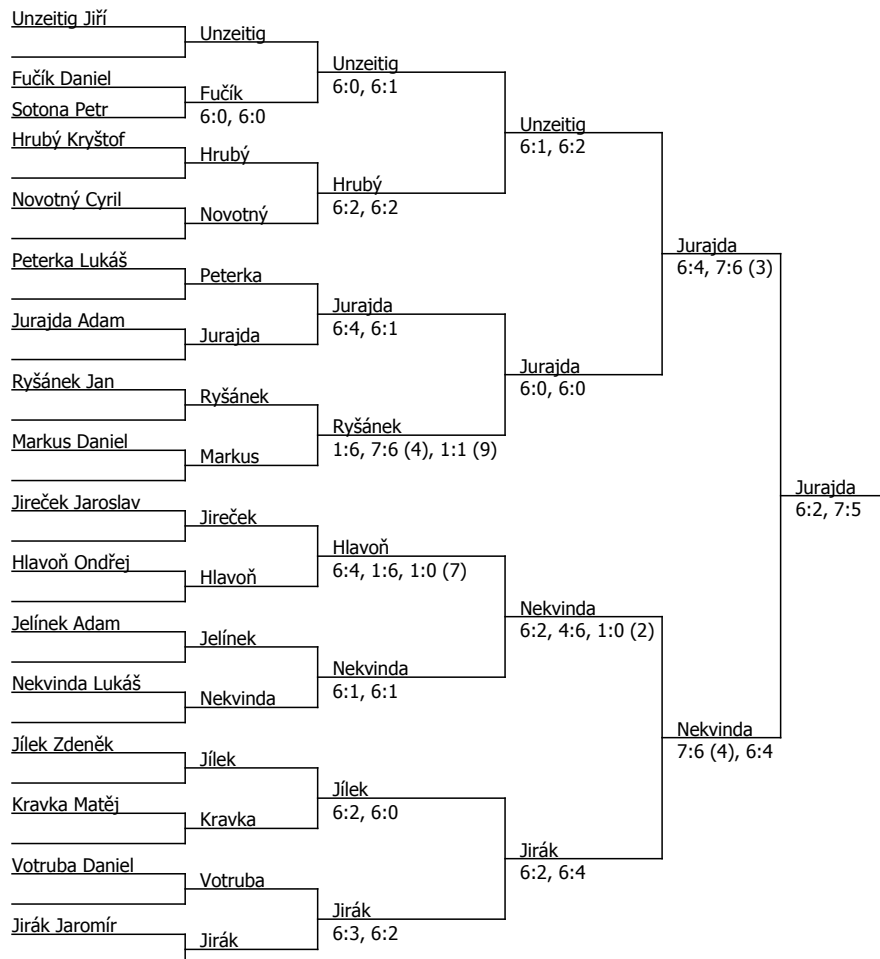 Unzeitig Jiří
Fučík Daniel
Sotona Petr
Hrubý Kryštof
Novotný Cyril
Peterka Lukáš
Jurajda Adam
Ryšánek Jan
Markus Daniel
Jireček Jaroslav
Hlavoň Ondřej
Jelínek Adam
Nekvinda Lukáš
Jílek Zdeněk
Kravka Matěj
Votruba Daniel
Jirák Jaromír
Unzeitig
Fučík
6:0, 6:0
Hrubý
Novotný
Peterka
Jurajda
Ryšánek
Markus
Jireček
Hlavoň
Jelínek
Nekvinda
Jílek
Kravka
Votruba
Jirák
Unzeitig
6:0, 6:1
Hrubý
6:2, 6:2
Jurajda
6:4, 6:1
Ryšánek
1:6, 7:6 (4), 1:1 (9)
Hlavoň
6:4, 1:6, 1:0 (7)
Nekvinda
6:1, 6:1
Jílek
6:2, 6:0
Jirák
6:3, 6:2
Unzeitig
6:1, 6:2
Jurajda
6:0, 6:0
Nekvinda
6:2, 4:6, 1:0 (2)
Jirák
6:2, 6:4
Jurajda
6:4, 7:6 (3)
Nekvinda
7:6 (4), 6:4
Jurajda
6:2, 7:5